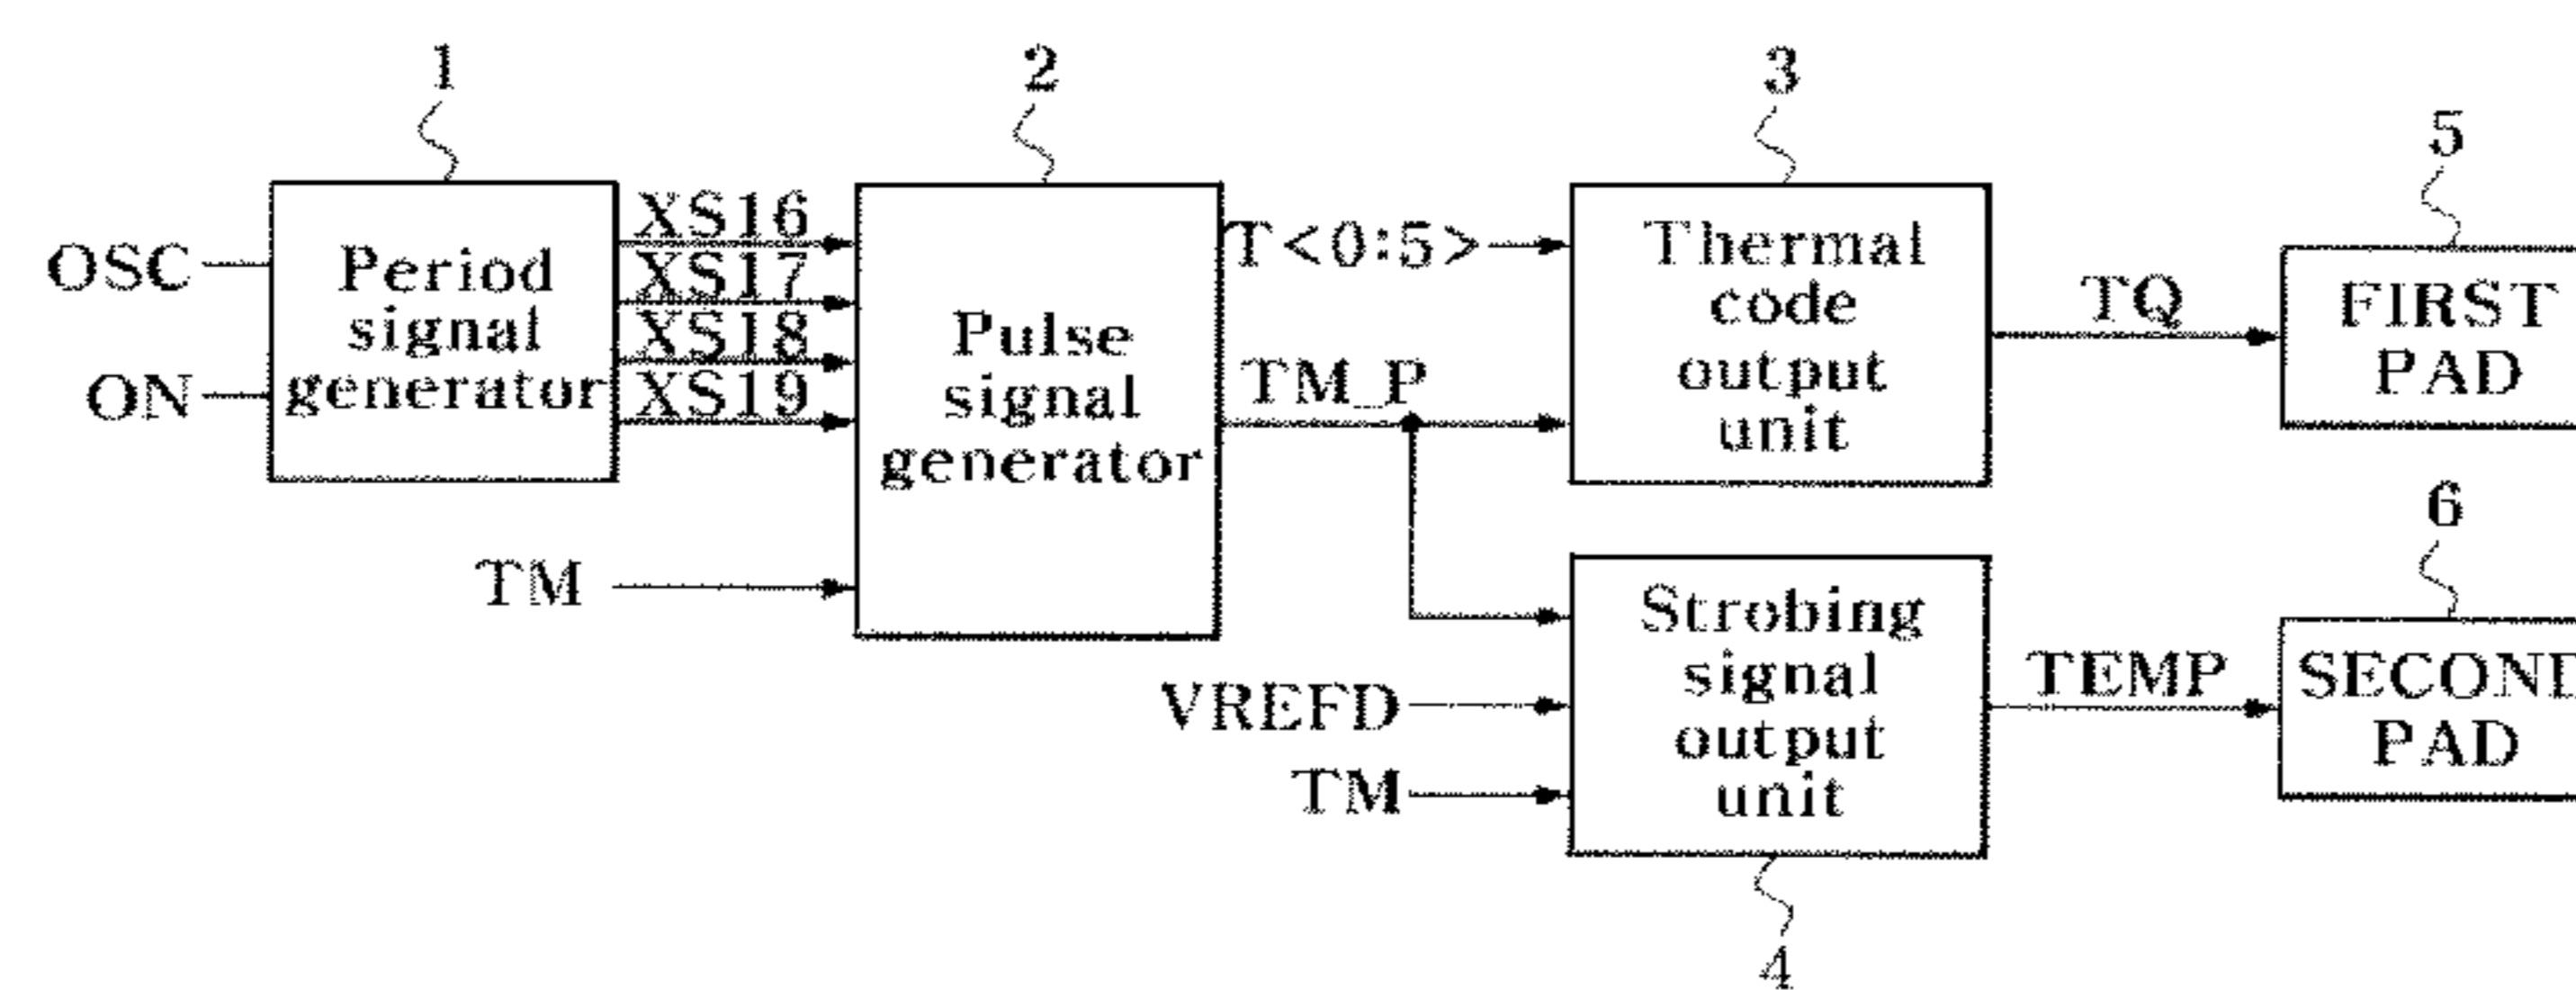 1
2
3
5
OSC
ON
Period
signal
generator
XS16
XS17
XS18
XS19
TM
Pulse
signal
generator
T<0:5>
TM_P
Thermal
code
output
unit
TQ
FIRST
PAD
6
VREFD
TM
Strobing
signal
output
unit
TEMP
SECOND
PAD
4